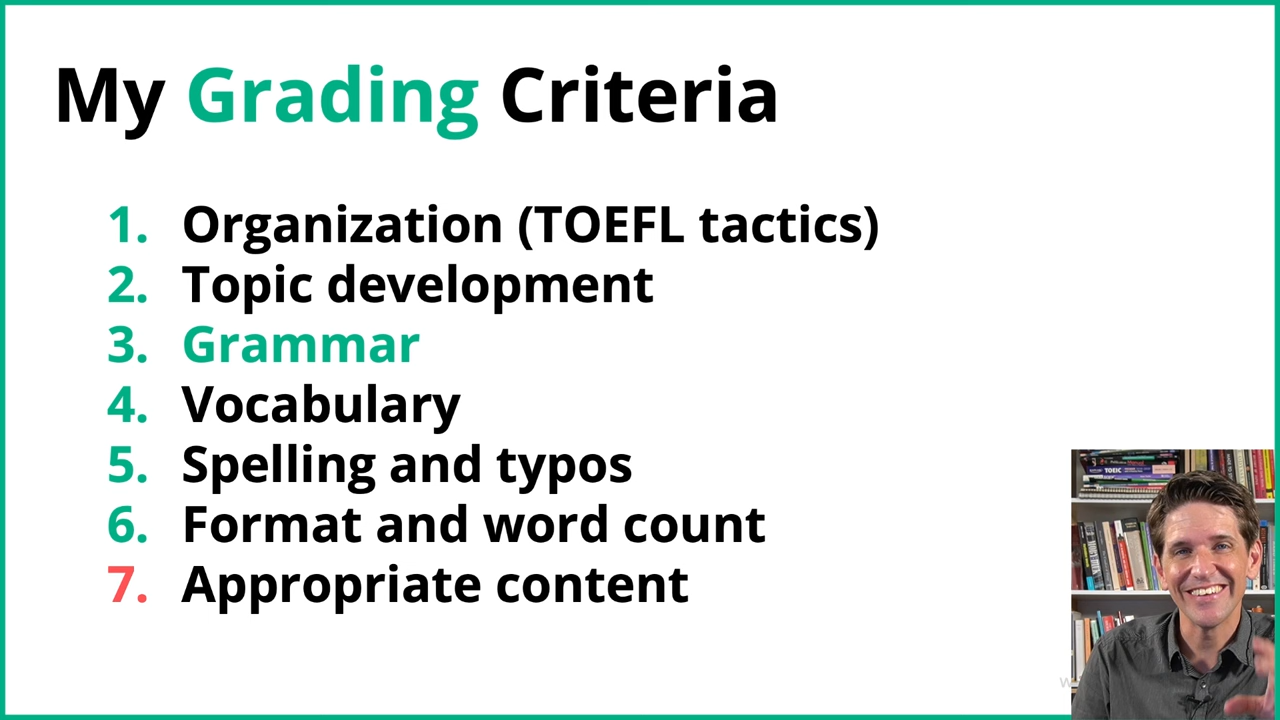 My Grading Criteria
1. Organization (TOEFL tactics)
2. Topic development
3. Grammar
4. Vocabulary
5. Spelling and typos
6. Format and word count
7. Appropriate content
TOEIC